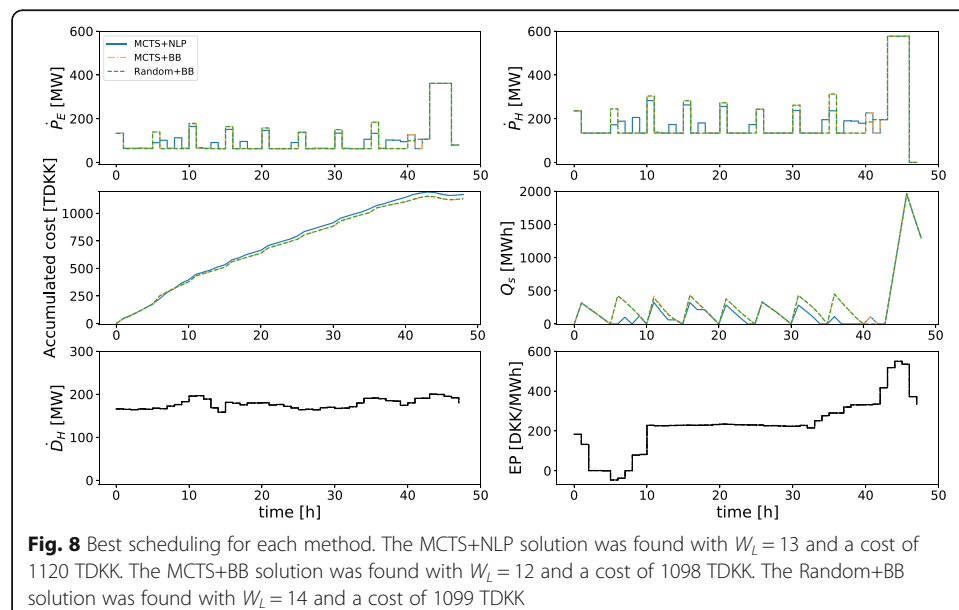 MCTS+NLP
MCTS+BB
Random+BB
600
400
200
0
Ṗ_E [MW]
0 10 20 30 40 50
600
400
200
0
Ṗ_H [MW]
0 10 20 30 40 50
Accumulated cost [TDKK]
1000
750
500
250
0
0 10 20 30 40 50
Q_s [MWh]
2000
1500
1000
500
0
0 10 20 30 40 50
Ḋ_H [MW]
300
200
100
0
0 10 20 30 40 50
time [h]
EP [DKK/MWh]
600
400
200
0
0 10 20 30 40 50
time [h]
Fig. 8 Best scheduling for each method. The MCTS+NLP solution was found with W_L = 13 and a cost of
1120 TDKK. The MCTS+BB solution was found with W_L = 12 and a cost of 1098 TDKK. The Random+BB
solution was found with W_L = 14 and a cost of 1099 TDKK